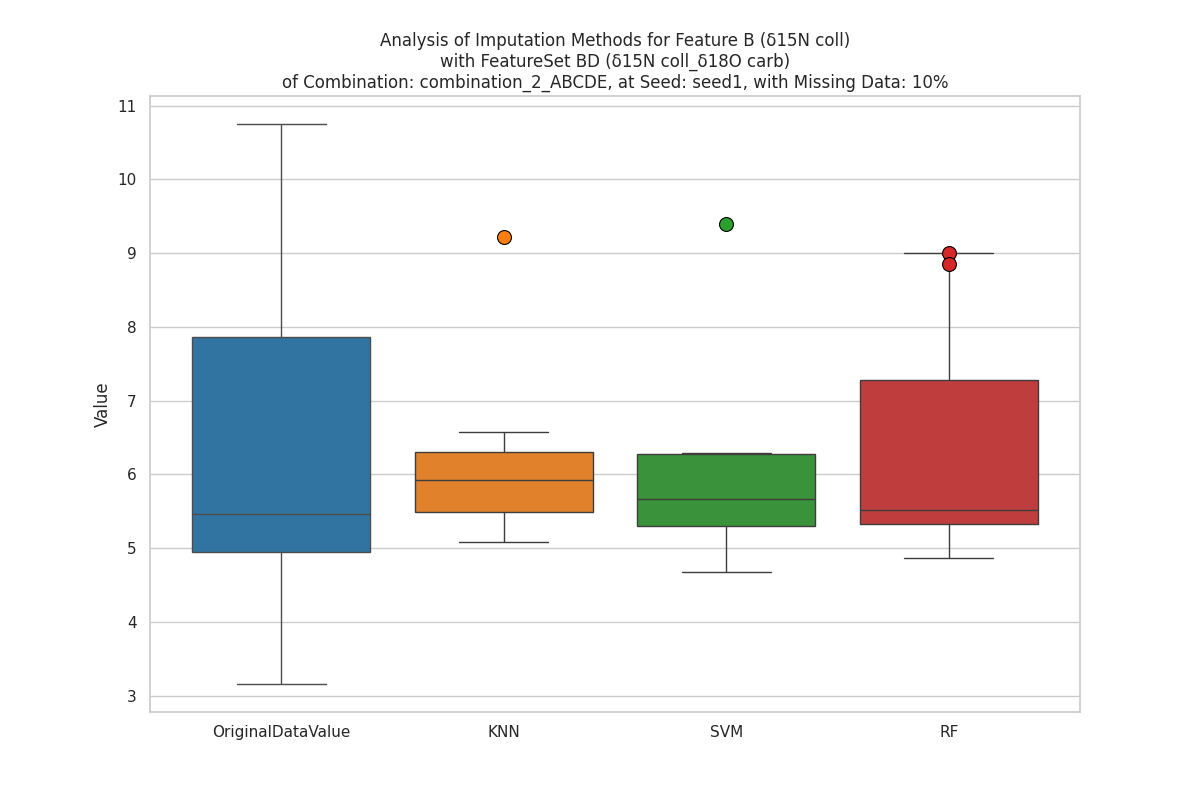 Analysis of Imputation Methods for Feature B (δ15N coll)
with FeatureSet BD (δ15N coll_δ18O carb)
of Combination: combination_2_ABCDE, at Seed: seed1, with Missing Data: 10%
11
10
9
8
7
6
5
4
3
Value
OriginalDataValue
KNN
SVM
RF